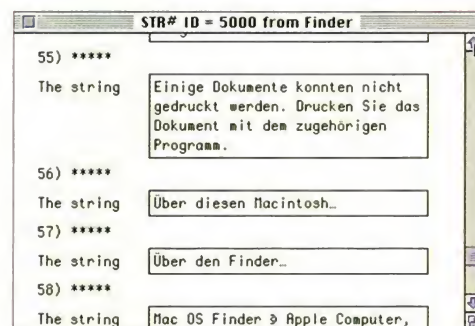 STR# ID = 5000 from Finder
55) *****
The string
Einige Dokumente konnten nicht
gedruckt werden. Drucken Sie das
Dokument mit dem zugehörigen
Programm.
56) *****
The string
Über diesen Macintosh…
57) *****
The string
Über den Finder…
58) *****
The string
Mac OS Finder Apple Computer,